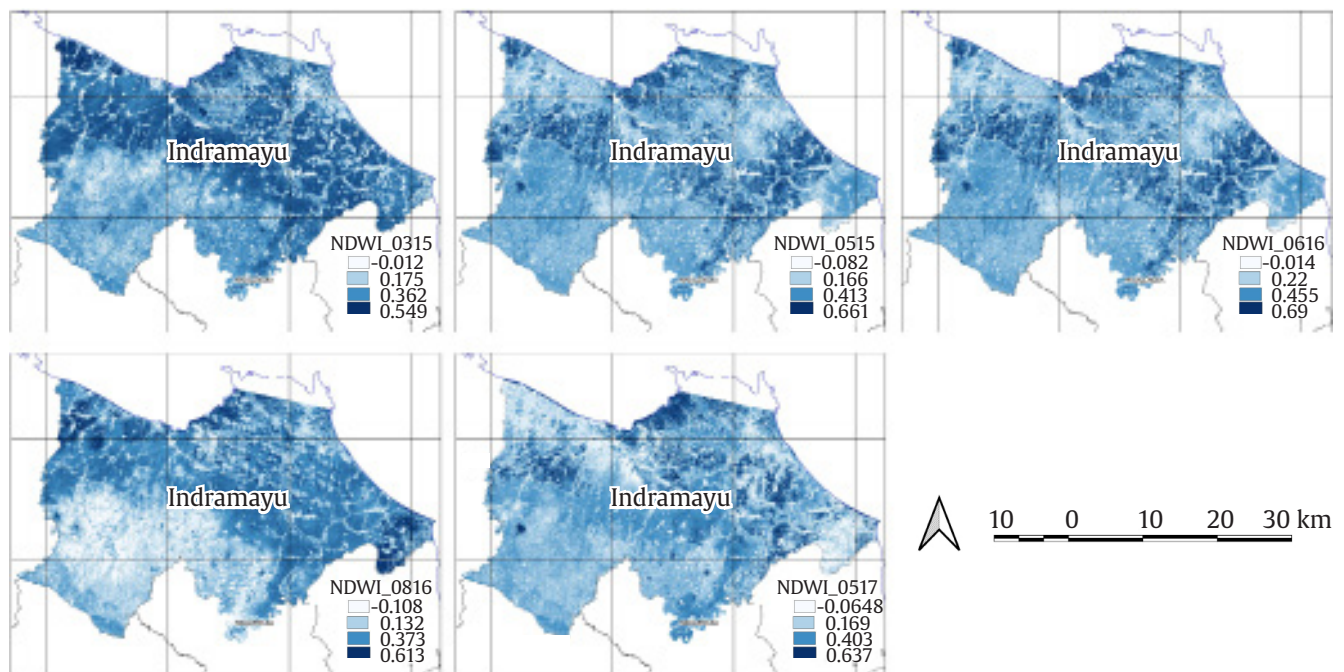 Indramayu
NDWI_0315
-0.012
0.175
0.362
0.549
Indramayu
NDWI_0515
-0.082
0.166
0.413
0.661
Indramayu
NDWI_0616
-0.014
0.22
0.455
0.69
Indramayu
NDWI_0816
-0.108
0.132
0.373
0.613
Indramayu
NDWI_0517
-0.0648
0.169
0.403
0.637
10 0 10 20 30 km